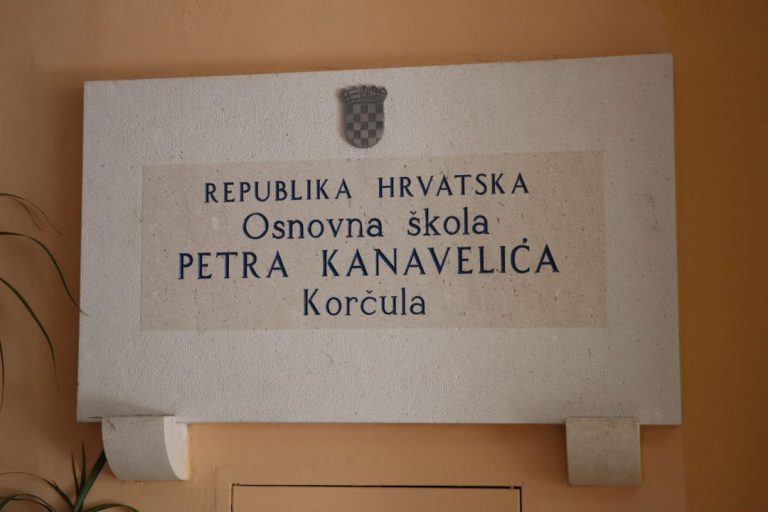 REPUBLIKA HRVATSKA
Osnovna škola
PETRA KANAVELIĆA
Korčula